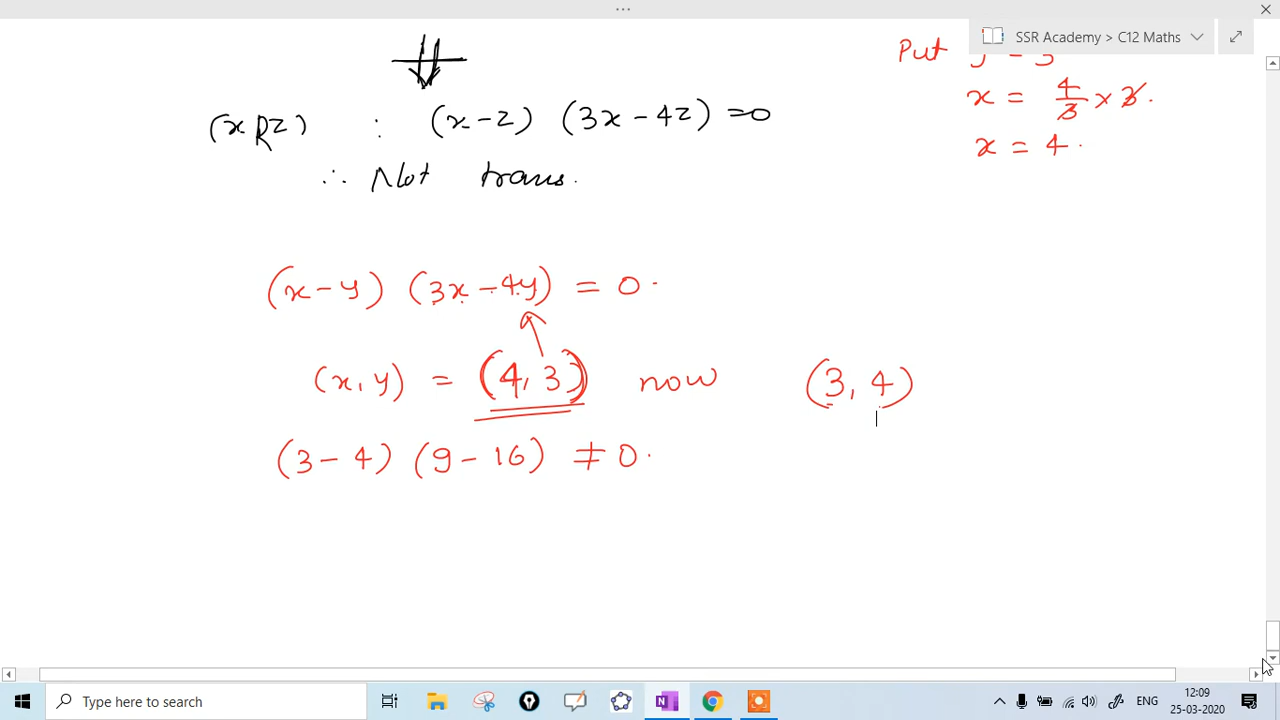 SSR Academy > C12 Maths
Put y = 3
x = 4/3 × 3.
x = 4.
(x R z) : (x-z) (3x-4z) = 0
∴ Not trans.
(x-y) (3x-4y) = 0.
(x, y) = (4, 3) now (3, 4)
(3-4) (9-16) ≠ 0.
Type here to search
12:09
25-03-2020